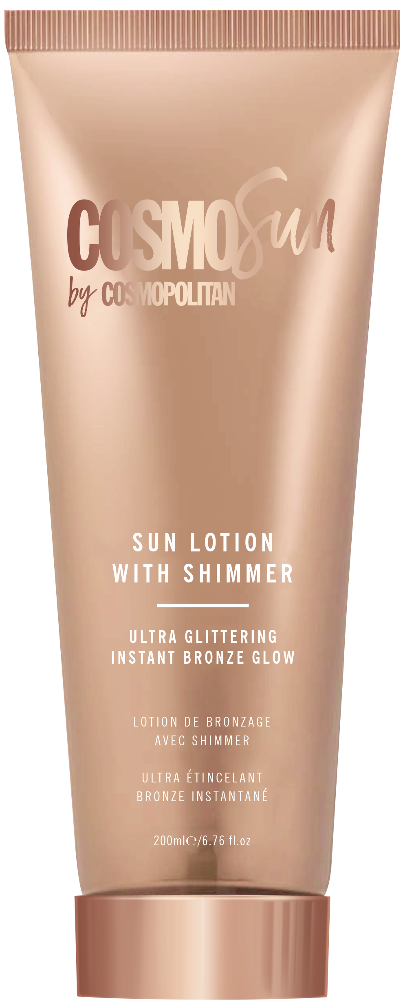 COSMOSun
by COSMOPOLITAN
SUN LOTION
WITH SHIMMER
ULTRA GLITTERING
INSTANT BRONZE GLOW
LOTION DE BRONZAGE
AVEC SHIMMER
ULTRA ÉTINCELANT
BRONZE INSTANTANÉ
200ml℮/6.76 fl.oz